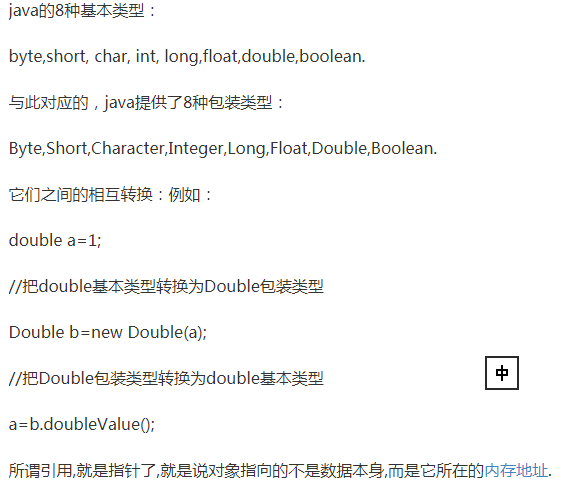 java的8种基本类型：
byte,short, char, int, long,float,double,boolean.
与此对应的，java提供了8种包装类型：
Byte,Short,Character,Integer,Long,Float,Double,Boolean.
它们之间的相互转换：例如：
double a=1;
//把double基本类型转换为Double包装类型
Double b=new Double(a);
//把Double包装类型转换为double基本类型
中
a=b.doubleValue();
所谓引用,就是指针了,就是说对象指向的不是数据本身,而是它所在的内存地址.